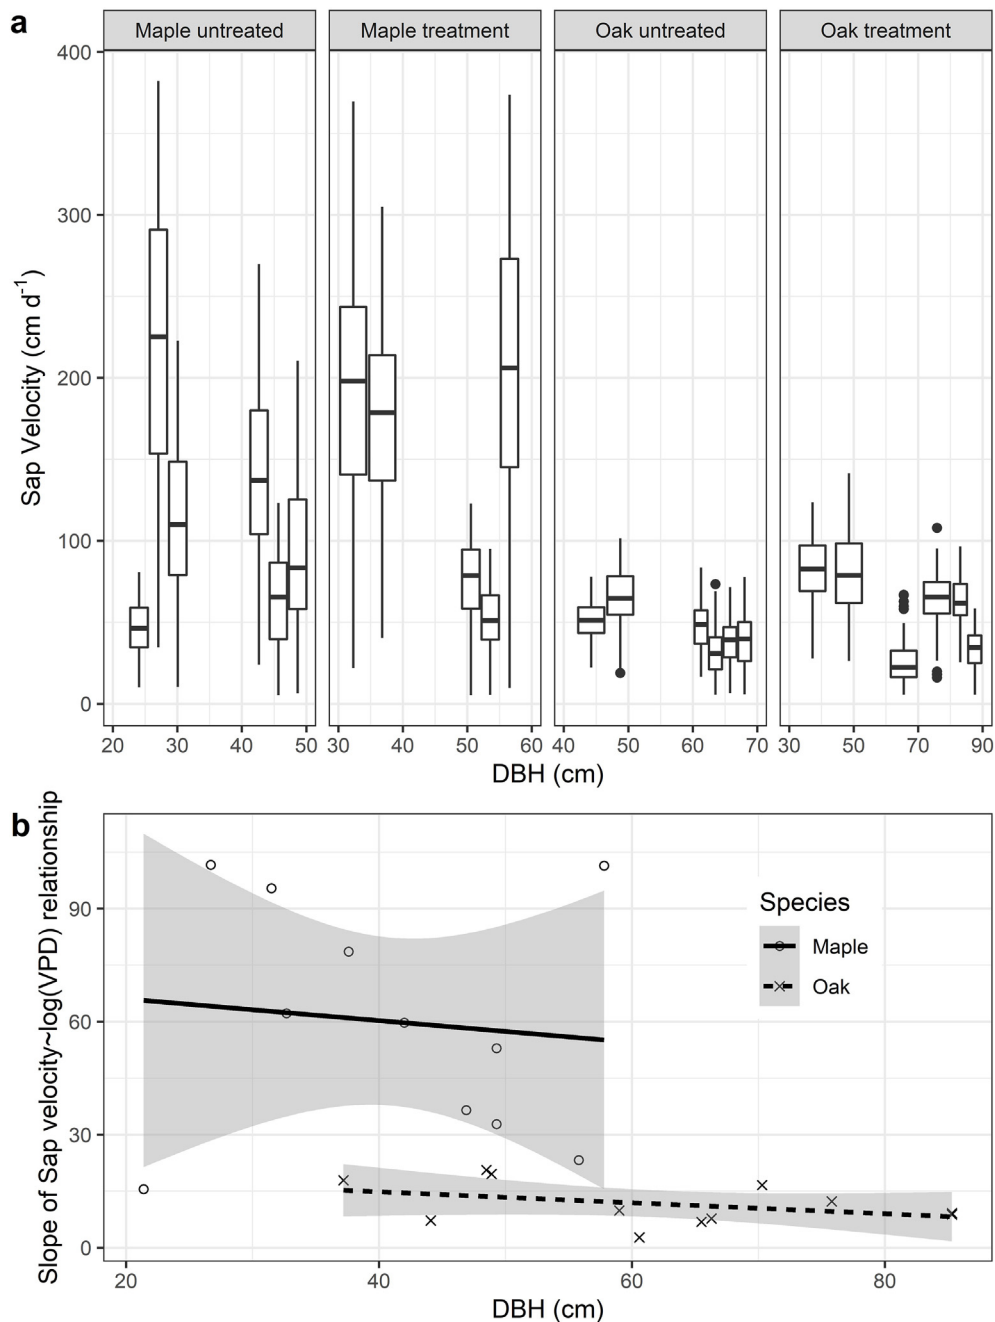 a
Maple untreated
Maple treatment
Oak untreated
Oak treatment
400
300
200
100
0
Sap Velocity (cm d⁻¹)
20 30 40 50
30 40 50 60
40 50 60 70
30 50 70 90
DBH (cm)
b
Slope of Sap velocity~log(VPD) relationship
90
60
30
0
Species
Maple
Oak
20 40 60 80
DBH (cm)